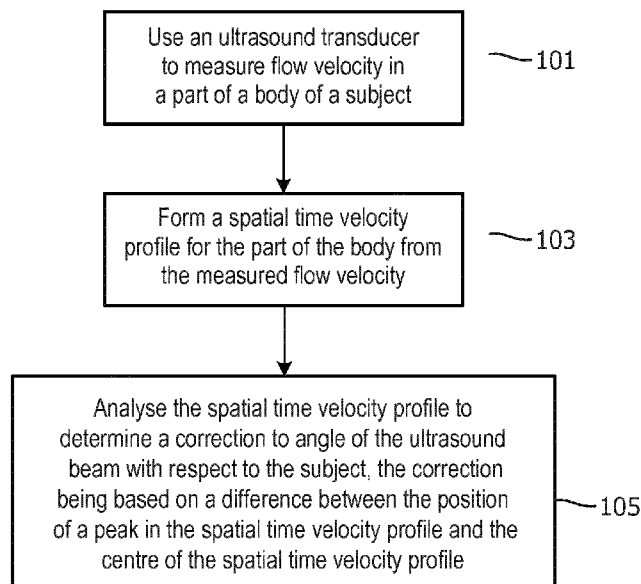 Use an ultrasound transducer
to measure flow velocity in
a part of a body of a subject
101
Form a spatial time velocity
profile for the part of the body from
the measured flow velocity
103
Analyse the spatial time velocity profile to
determine a correction to angle of the ultrasound
beam with respect to the subject, the correction
being based on a difference between the position
of a peak in the spatial time velocity profile and the
centre of the spatial time velocity profile
105